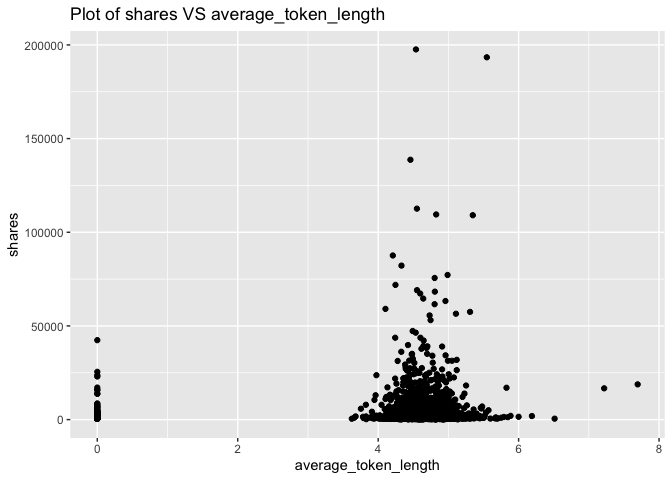 Plot of shares VS average_token_length
200000
150000
100000
50000
0
shares
0 2 4 6 8
average_token_length